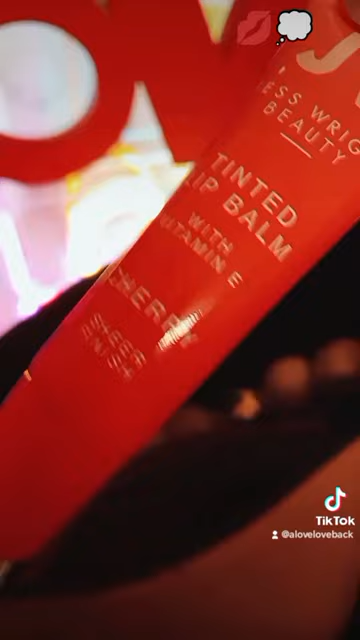 J
ESS WRIG
BEAUTY
TINTED
LIP BALM
WITH
VITAMIN E
CHERRY
SHEER
FINISH
TikTok
@aloveloveback